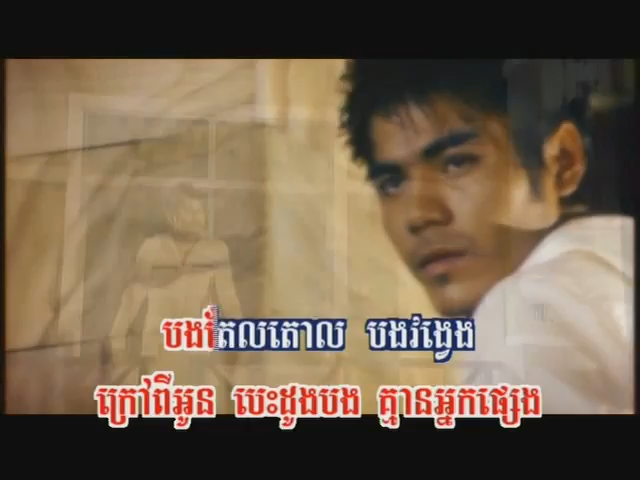 បងតែលតោល បងវង្វេង
ក្រៅពីអូន បេះដូងបង គ្មានអ្នកផ្សេង